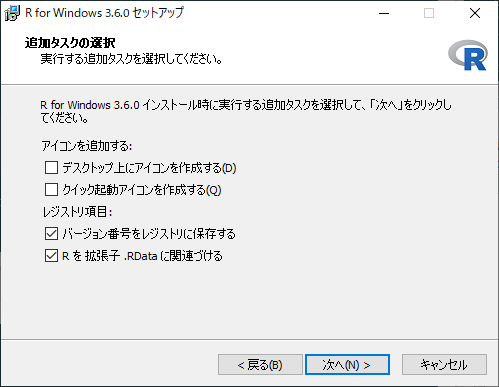 R for Windows 3.6.0 セットアップ
追加タスクの選択
実行する追加タスクを選択してください。
R
R for Windows 3.6.0 インストール時に実行する追加タスクを選択して、「次へ」をクリックし
てください。
アイコンを追加する:
デスクトップ上にアイコンを作成する(D)
クイック起動アイコンを作成する(Q)
レジストリ項目:
バージョン番号をレジストリに保存する
R を 拡張子 .RData に関連づける
< 戻る(B)
次へ(N) >
キャンセル